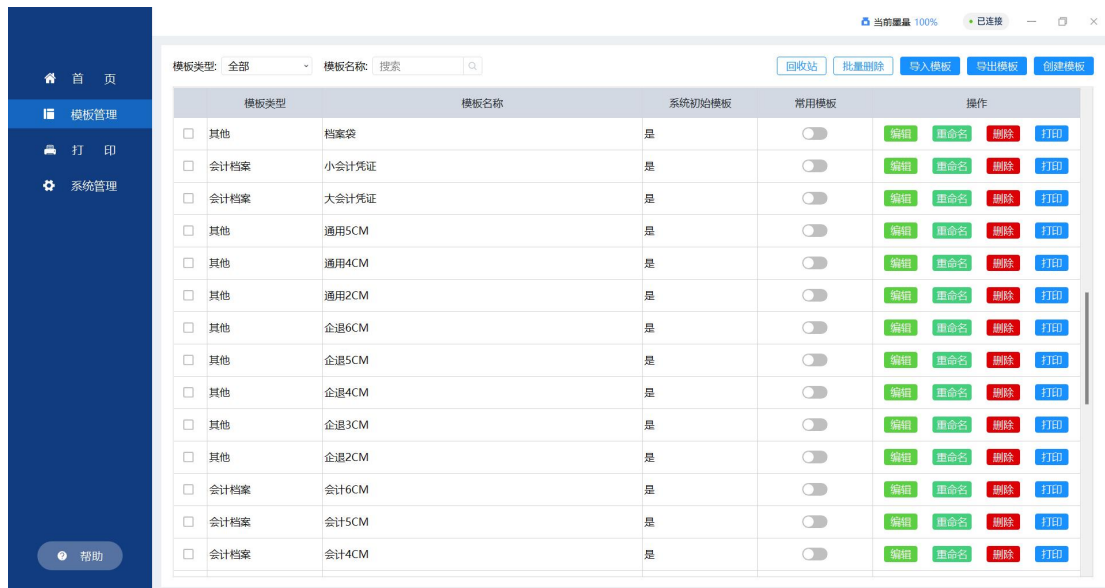 当前墨量 100% 已连接
首 页
模板管理
打 印
系统管理
帮助
模板类型: 全部 模板名称: 搜索 回收站 批量删除 导入模板 导出模板 创建模板
模板类型 模板名称 系统初始模板 常用模板 操作
其他 档案袋 是 编辑 重命名 删除 打印
会计档案 小会计凭证 是 编辑 重命名 删除 打印
会计档案 大会计凭证 是 编辑 重命名 删除 打印
其他 通用5CM 是 编辑 重命名 删除 打印
其他 通用4CM 是 编辑 重命名 删除 打印
其他 通用2CM 是 编辑 重命名 删除 打印
其他 企退6CM 是 编辑 重命名 删除 打印
其他 企退5CM 是 编辑 重命名 删除 打印
其他 企退4CM 是 编辑 重命名 删除 打印
其他 企退3CM 是 编辑 重命名 删除 打印
其他 企退2CM 是 编辑 重命名 删除 打印
会计档案 会计6CM 是 编辑 重命名 删除 打印
会计档案 会计5CM 是 编辑 重命名 删除 打印
会计档案 会计4CM 是 编辑 重命名 删除 打印